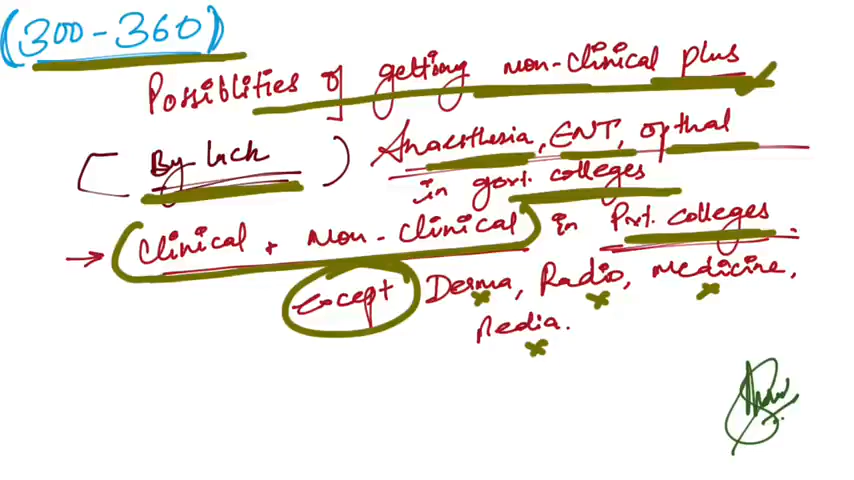 (300-360)
Possiblities of getting non-clinical plus
[ By luck ) Anaesthesia, ENT, opthal
in govt. colleges
→ (Clinical + Non-clinical) in Prvt. colleges.
Except Derma, Radio, Medicine,
Pedia.